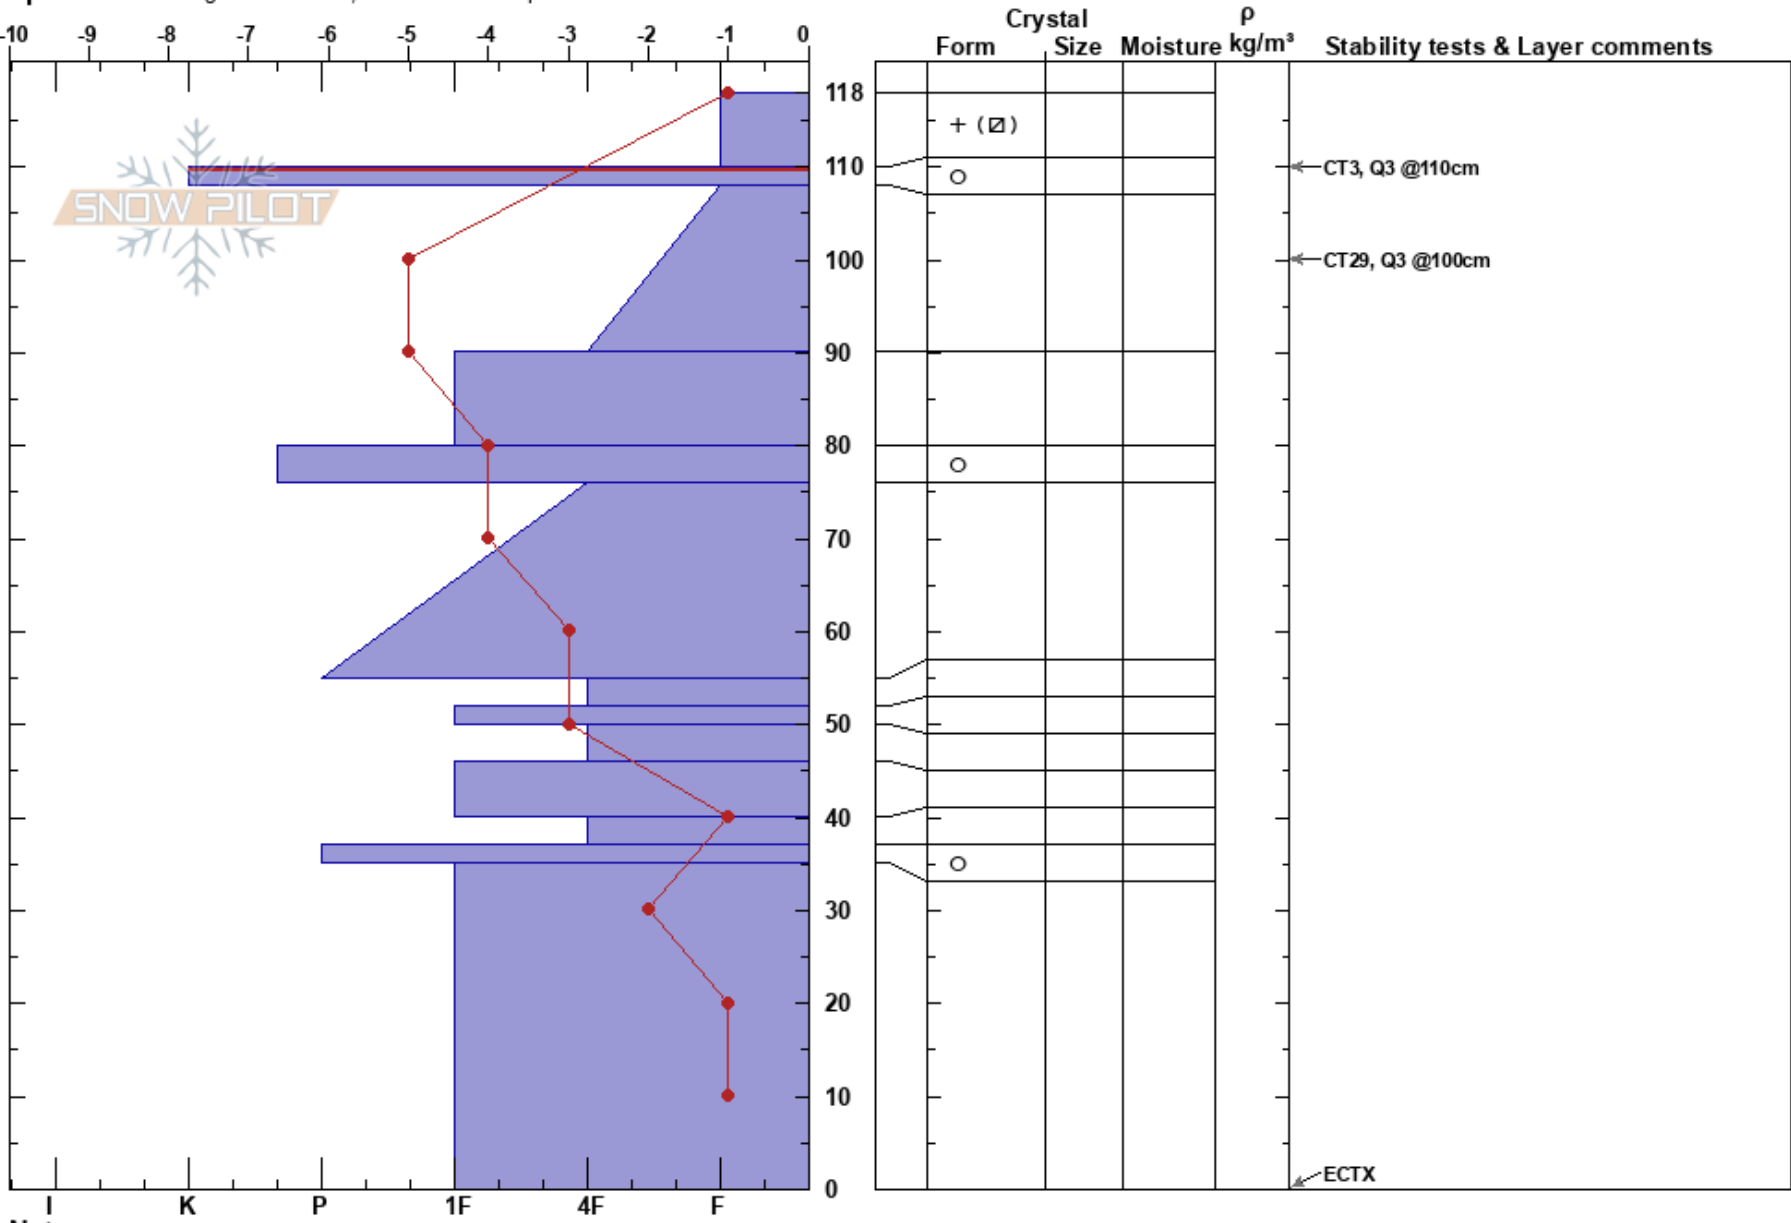 Crystal ρ
-10 -9 -8 -7 -6 -5 -4 -3 -2 -1 0 Form Size Moisture kg/m³ Stability tests & Layer comments
118
+ (⧄)
110 CT3, Q3 @110cm
SNOW PILOT
100 CT29, Q3 @100cm
90
80
70
60
50
40
30
20
10
ECTX
0
I K P 1F 4F F